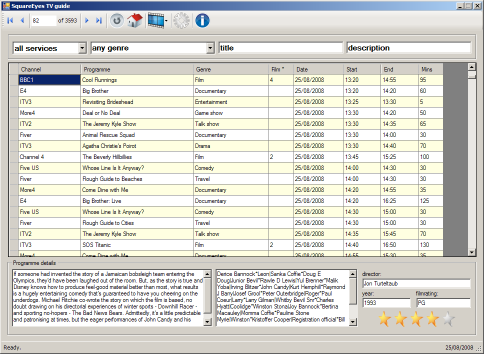 SquareEyes TV guide
82 of 3593
all services any genre title description
Channel Programme Genre Film * Date Start End Mins
BBC1 Cool Runnings Film 4 25/08/2008 13:20 14:55 95
E4 Big Brother Documentary 25/08/2008 13:20 14:20 60
ITV3 Revisiting Brideshead Entertainment 25/08/2008 13:25 13:30 5
More4 Deal or No Deal Game show 25/08/2008 13:30 14:20 50
ITV2 The Jeremy Kyle Show Talk show 25/08/2008 13:30 14:35 65
Fiver Animal Rescue Squad Documentary 25/08/2008 13:30 14:00 30
ITV3 Agatha Christie's Poirot Drama 25/08/2008 13:30 14:40 70
Channel 4 The Beverly Hillbillies Film 2 25/08/2008 13:45 15:25 100
Five US Whose Line Is It Anyway? Comedy 25/08/2008 14:00 14:30 30
Fiver Rough Guide to Beaches Travel 25/08/2008 14:00 14:30 30
More4 Come Dine with Me Documentary 25/08/2008 14:20 14:55 35
E4 Big Brother: Live Documentary 25/08/2008 14:20 16:25 125
Five US Whose Line Is It Anyway? Comedy 25/08/2008 14:30 15:00 30
Fiver Rough Guide to Cities Travel 25/08/2008 14:30 15:00 30
ITV2 The Jeremy Kyle Show Talk show 25/08/2008 14:35 15:45 70
ITV3 SOS Titanic Film 2 25/08/2008 14:40 16:50 130
More4 Come Dine with Me Documentary 25/08/2008 14:55 15:30 35
Programme details
If someone had invented the story of a Jamaican bobsleigh team entering the
Olympics, they'd have been laughed out of the room. But, as the story is true and
Disney knows how to produce feel-good material better than most, what results
is a hugely entertaining comedy that's guaranteed to have you cheering on the
underdogs. Michael Ritchie co-wrote the story on which the film is based, no
doubt drawing on his directorial experiences of winter sports - Downhill Racer -
and sporting no-hopers - The Bad News Bears. Admittedly, it's a little predictable
and patronising at times, but the eager performances of John Candy and his
Derice Bannock*Leon|Sanka Coffie*Doug E
Doug|Junior Bevil*Rawle D Lewis|Yul Brenner*Malik
Yoba|Irving Blitzer*John Candy|Kurt Hemphill*Raymond
J Barry|Josef Grool*Peter Outerbridge|Roger*Paul
Coeur|Larry*Larry Gilman|Whitby Bevil Snr*Charles
Hyatt|Coolidge*Winston Stona|Mr Bannock*Bertina
Macauley|Momma Coffie*Pauline Stone
Myrie|Winston*Kristoffer Cooper|Registration official*Bill
director:
Jon Turteltaub
year: filmrating:
1993 PG
Ready. 25/08/2008